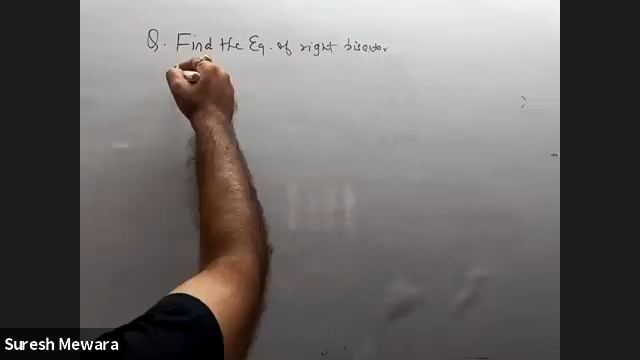 Q. Find the Eq. of right bisector
Suresh Mewara